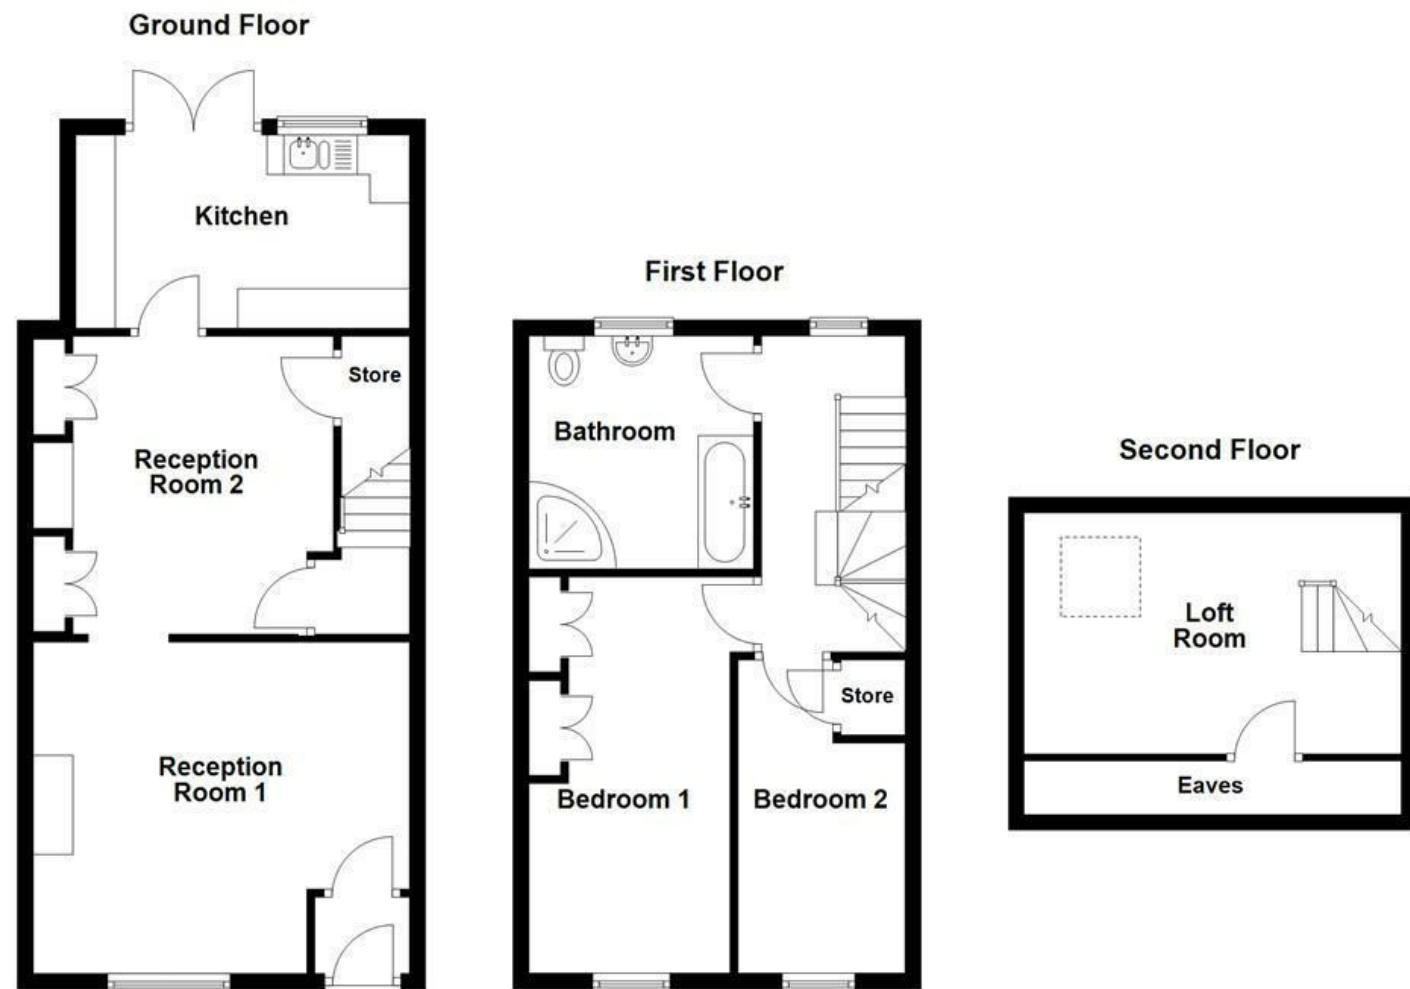 Ground Floor
Kitchen
Store
Reception
Room 2
Reception
Room 1
First Floor
Bathroom
Store
Bedroom 1
Bedroom 2
Second Floor
Loft
Room
Eaves